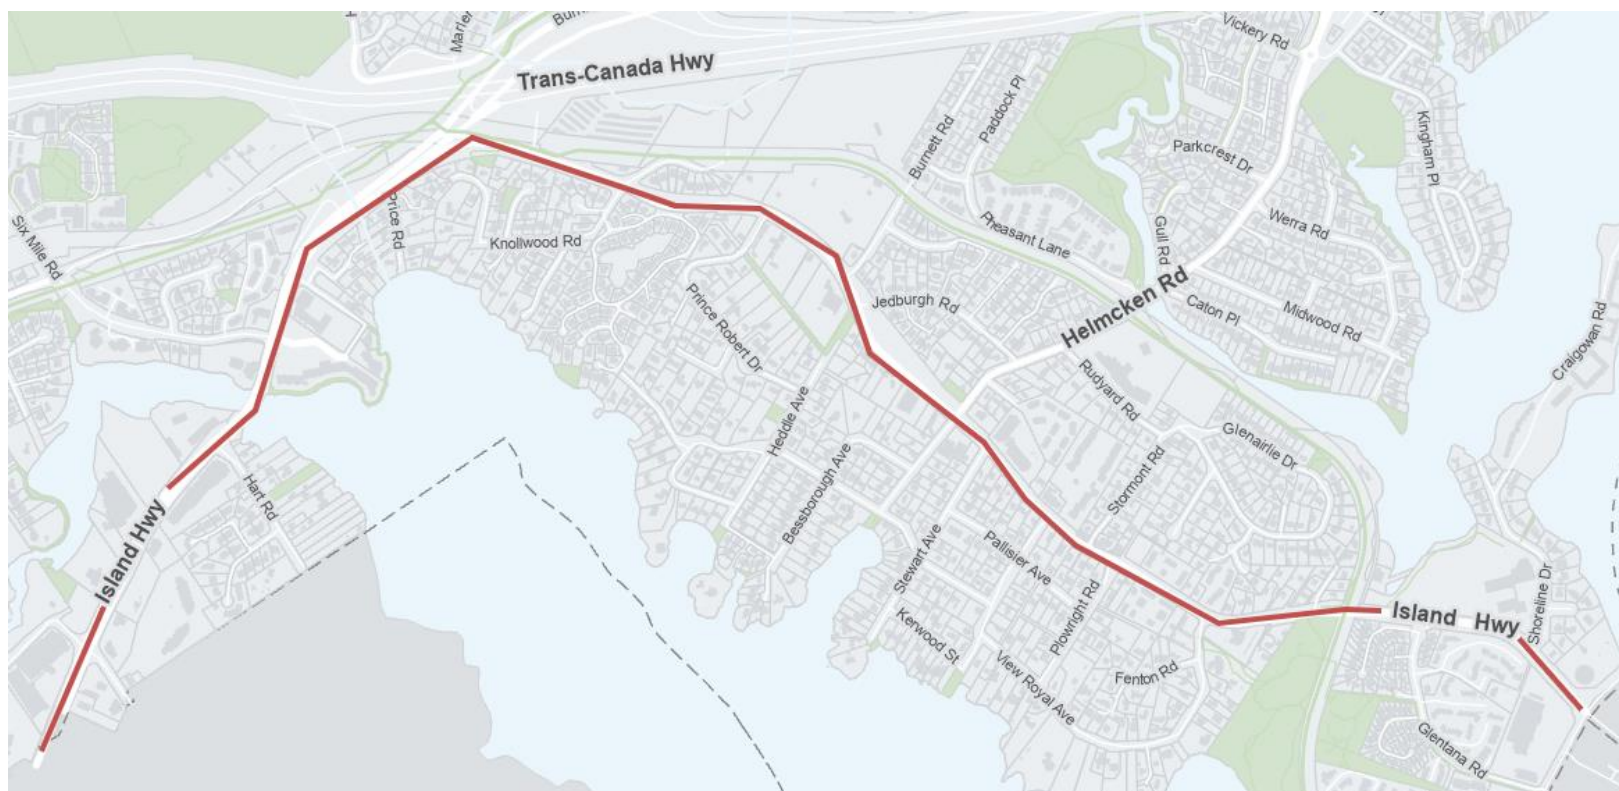 Vickery Rd
Trans-Canada Hwy
Paddock Pl
Burnett Rd
Kingham Pl
Parkcrest Dr
Price Rd
Six Mile Rd
Knollwood Rd
Werra Rd
Gull Rd
Pheasant Lane
Jedburgh Rd
Helmcken Rd
Caton Pl
Midwood Rd
Prince Robert Dr
Craigowan Rd
Rudyard Rd
Heddle Ave
Glenairlie Dr
Bessborough Ave
Stormont Rd
Hart Rd
Island Hwy
Stewart Ave
Pallisier Ave
Plowright Rd
Shoreline Dr
Island Hwy
Kerwood St
View Royal Ave
Fenton Rd
Glentana Rd